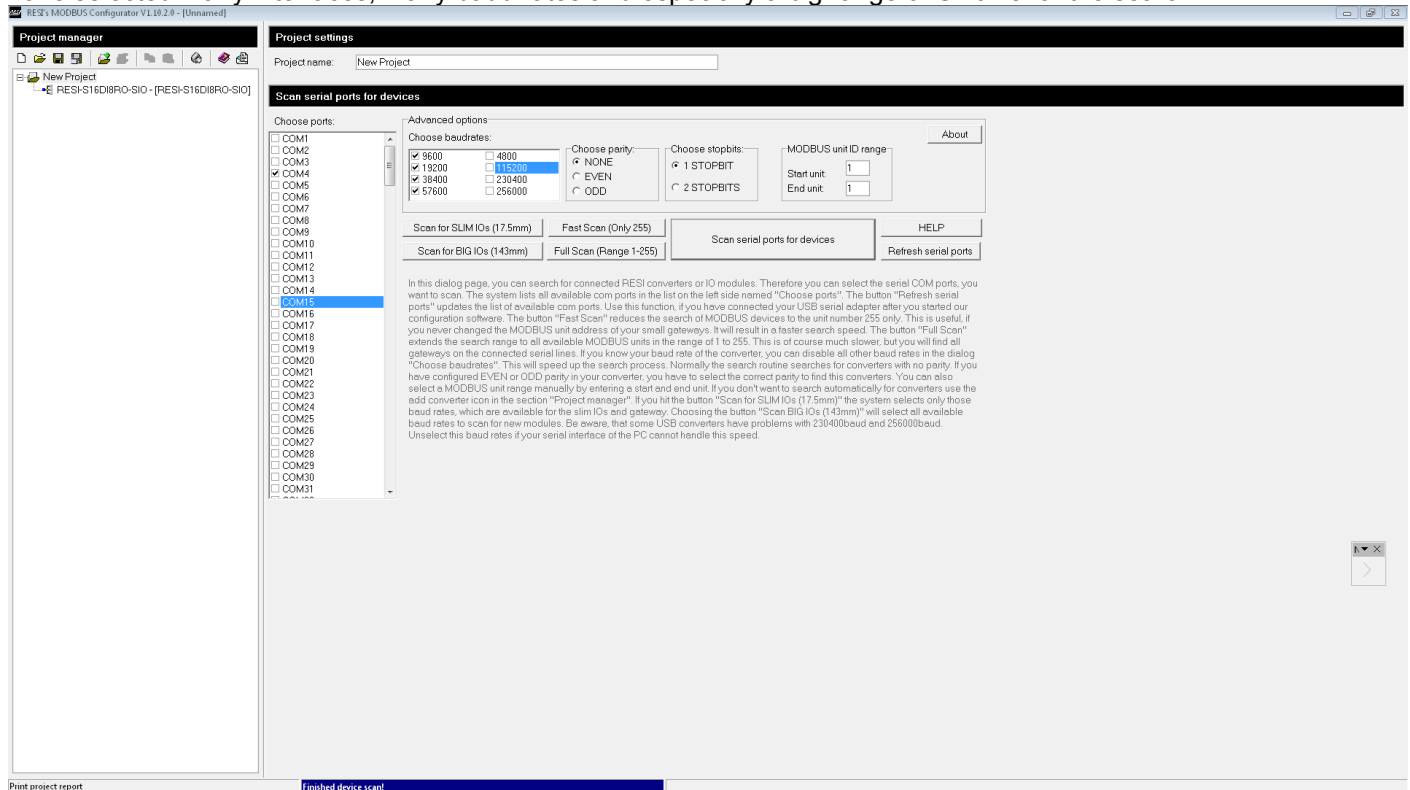 RESI's MODBUS Configurator V1.10.2.0 - [Unnamed]
Project manager
New Project
RESI-S16DI8RO-SIO - [RESI-S16DI8RO-SIO]
Project settings
Project name: New Project
Scan serial ports for devices
Choose ports:
COM1
COM2
COM3
COM4
COM5
COM6
COM7
COM8
COM9
COM10
COM11
COM12
COM13
COM14
COM15
COM16
COM17
COM18
COM19
COM20
COM21
COM22
COM23
COM24
COM25
COM26
COM27
COM28
COM29
COM30
COM31
Advanced options
Choose baudrates:
9600 4800
19200 115200
38400 230400
57600 256000
Choose parity:
NONE
EVEN
ODD
Choose stopbits:
1 STOPBIT
2 STOPBITS
MODBUS unit ID range
Start unit: 1
End unit: 1
About
Scan for SLIM IOs (17.5mm)
Fast Scan (Only 255)
Scan serial ports for devices
HELP
Scan for BIG IOs (143mm)
Full Scan (Range 1-255)
Refresh serial ports
In this dialog page, you can search for connected RESI converters or IO modules. Therefore you can select the serial COM ports, you
want to scan. The system lists all available com ports in the list on the left side named "Choose ports". The button "Refresh serial
ports" updates the list of available com ports. Use this function, if you have connected your USB serial adapter after you started our
configuration software. The button "Fast Scan" reduces the search of MODBUS devices to the unit number 255 only. This is useful, if
you never changed the MODBUS unit address of your small gateways. It will result in a faster search speed. The button "Full Scan"
extends the search range to all available MODBUS units in the range of 1 to 255. This is of course much slower, but you will find all
gateways on the connected serial lines. If you know your baud rate of the converter, you can disable all other baud rates in the dialog
"Choose baudrates". This will speed up the search process. Normally the search routine searches for converters with no parity. If you
have configured EVEN or ODD parity in your converter, you have to select the correct parity to find this converters. You can also
select a MODBUS unit range manually by entering a start and end unit. If you don't want to search automatically for converters use the
add converter icon in the section "Project manager". If you hit the button "Scan for SLIM IOs (17.5mm)" the system selects only those
baud rates, which are available for the slim IOs and gateway. Choosing the button "Scan BIG IOs (143mm)" will select all available
baud rates to scan for new modules. Be aware, that some USB converters have problems with 230400baud and 256000baud.
Unselect this baud rates if your serial interface of the PC cannot handle this speed.
Print project report
Finished device scan!